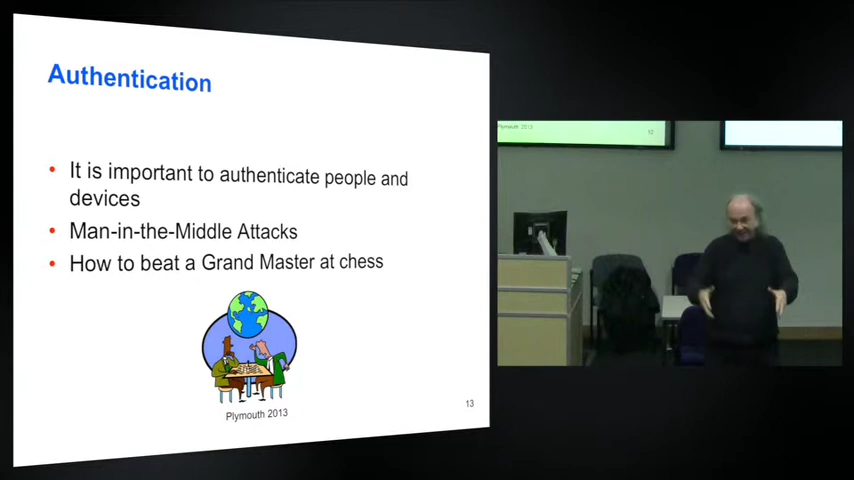 Authentication
• It is important to authenticate people and
devices
• Man-in-the-Middle Attacks
• How to beat a Grand Master at chess
Plymouth 2013
13
Plymouth 2013
12